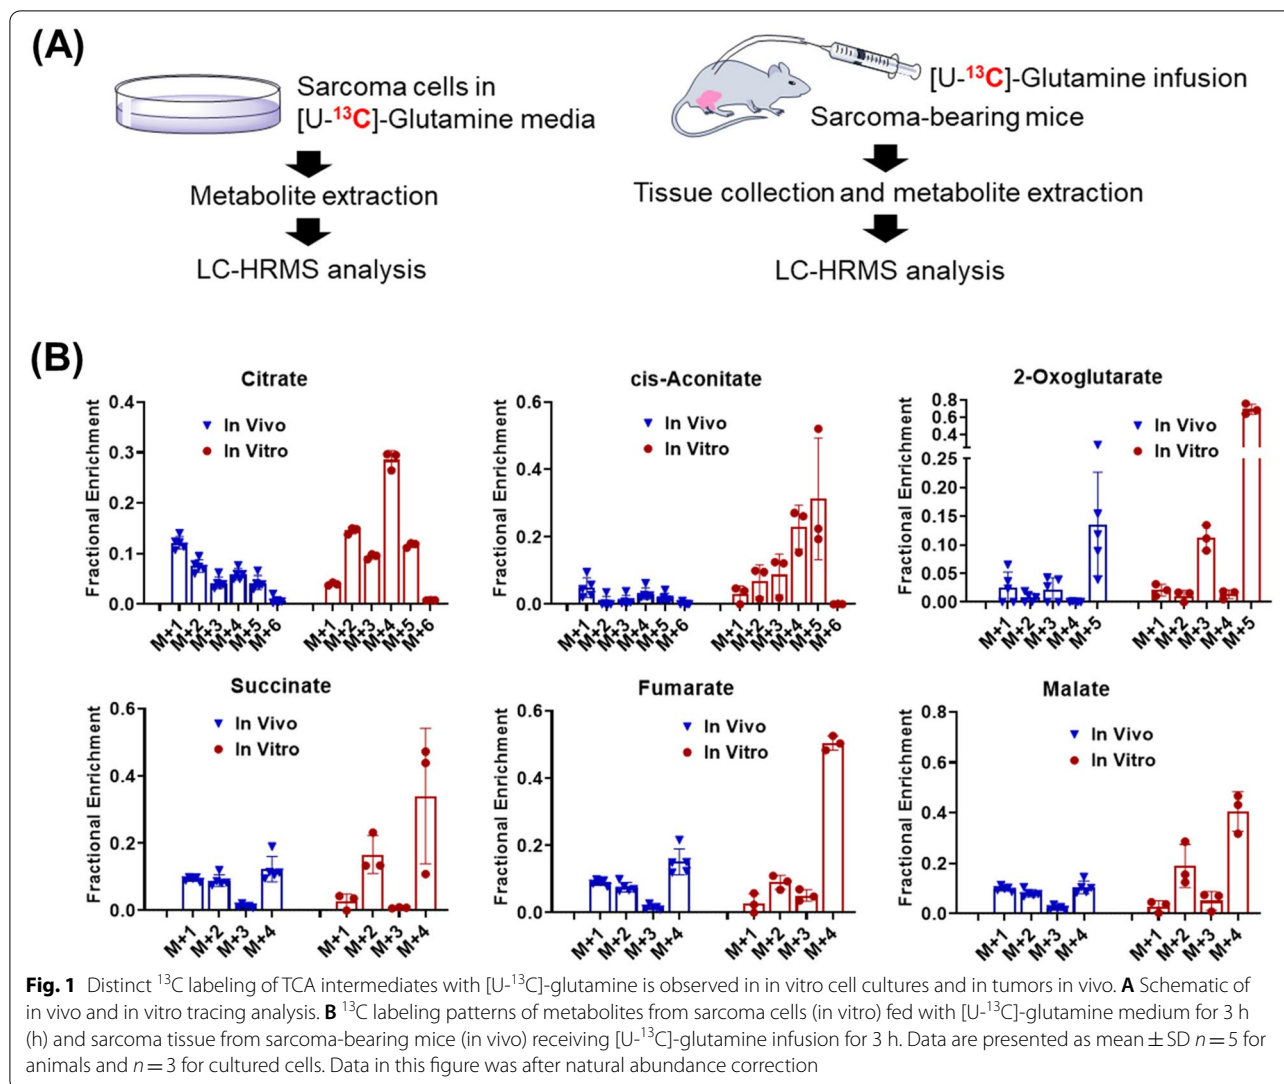 (A)
Sarcoma cells in
[U-¹³C]-Glutamine media
Metabolite extraction
LC-HRMS analysis
[U-¹³C]-Glutamine infusion
Sarcoma-bearing mice
Tissue collection and metabolite extraction
LC-HRMS analysis
(B)
Citrate
Fractional Enrichment
0.4
0.3
0.2
0.1
0.0
In Vivo
In Vitro
M+1 M+2 M+3 M+4 M+5 M+6
M+1 M+2 M+3 M+4 M+5 M+6
cis-Aconitate
Fractional Enrichment
0.6
0.4
0.2
0.0
In Vivo
In Vitro
M+1 M+2 M+3 M+4 M+5 M+6
M+1 M+2 M+3 M+4 M+5 M+6
2-Oxoglutarate
Fractional Enrichment
0.8
0.6
0.4
0.25
0.20
0.15
0.10
0.05
0.00
In Vivo
In Vitro
M+1 M+2 M+3 M+4 M+5
M+1 M+2 M+3 M+4 M+5
Succinate
Fractional Enrichment
0.6
0.4
0.2
0.0
In Vivo
In Vitro
M+1 M+2 M+3 M+4
M+1 M+2 M+3 M+4
Fumarate
Fractional Enrichment
0.6
0.4
0.2
0.0
In Vivo
In Vitro
M+1 M+2 M+3 M+4
M+1 M+2 M+3 M+4
Malate
Fractional Enrichment
0.8
0.6
0.4
0.2
0.0
In Vivo
In Vitro
M+1 M+2 M+3 M+4
M+1 M+2 M+3 M+4
Fig. 1 Distinct ¹³C labeling of TCA intermediates with [U-¹³C]-glutamine is observed in in vitro cell cultures and in tumors in vivo. A Schematic of
in vivo and in vitro tracing analysis. B ¹³C labeling patterns of metabolites from sarcoma cells (in vitro) fed with [U-¹³C]-glutamine medium for 3 h
(h) and sarcoma tissue from sarcoma-bearing mice (in vivo) receiving [U-¹³C]-glutamine infusion for 3 h. Data are presented as mean ± SD n = 5 for
animals and n = 3 for cultured cells. Data in this figure was after natural abundance correction